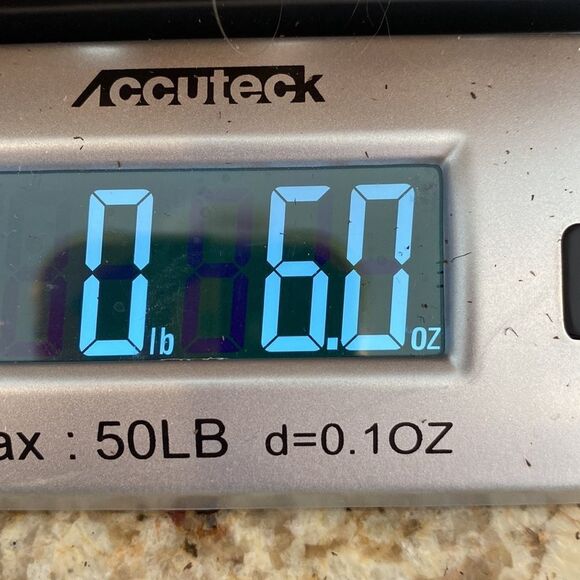 Accuteck
0 lb 6.0 oz
ax : 50LB d=0.1OZ